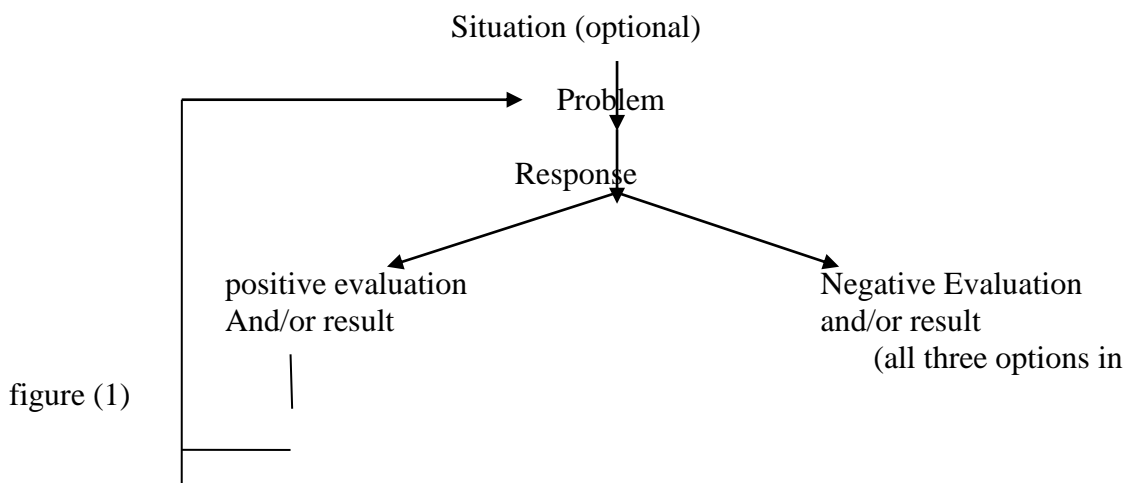 Situation (optional)
Problem
Response
positive evaluation
And/or result
Negative Evaluation
and/or result
(all three options in
figure (1)